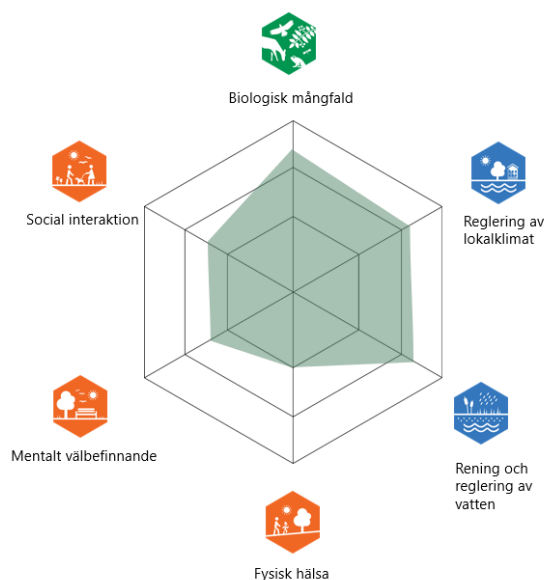 Biologisk mångfald
Social interaktion
Reglering av
lokalklimat
Mentalt välbefinnande
Rening och
reglering av
vatten
Fysisk hälsa